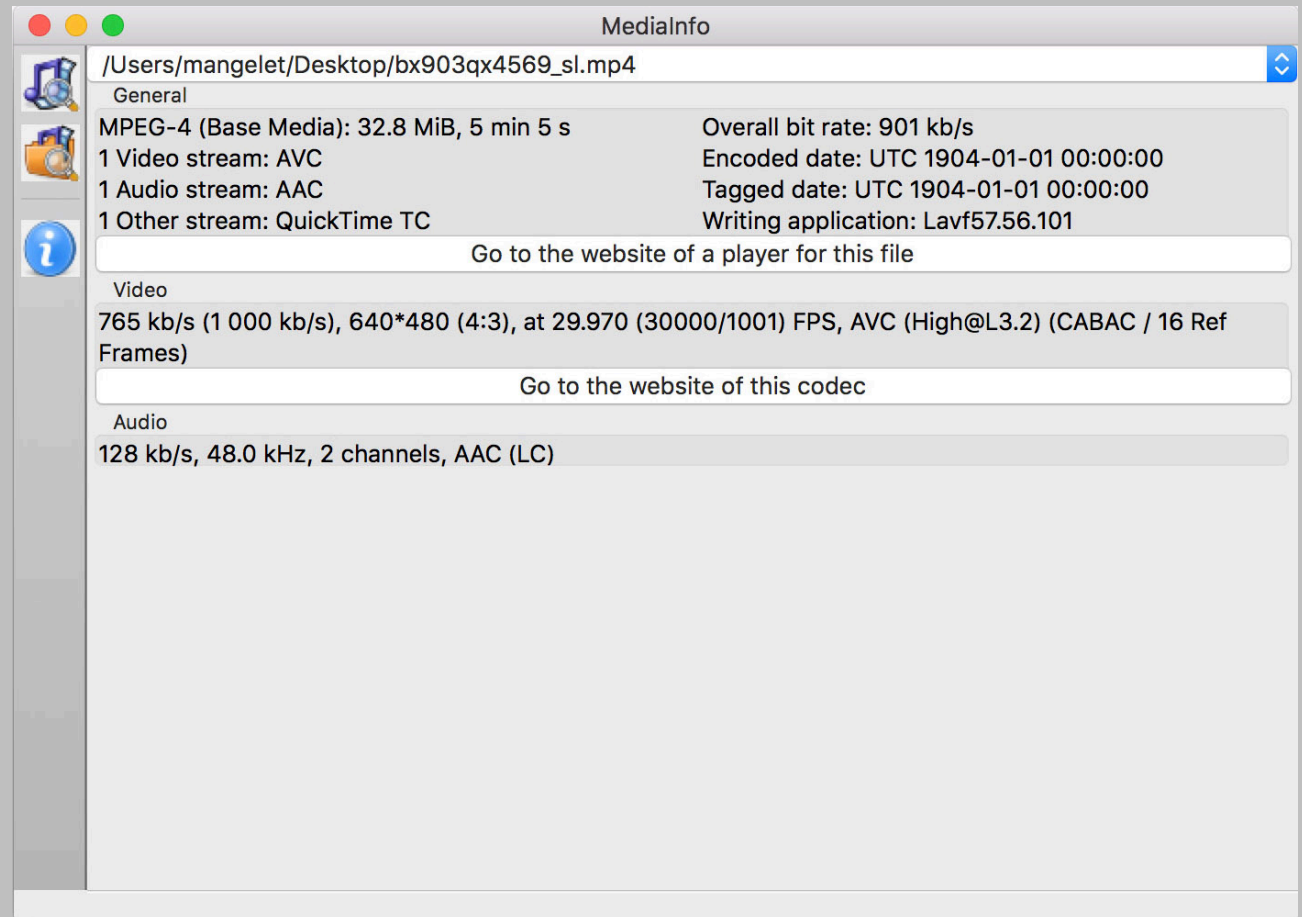 MediaInfo
/Users/mangelet/Desktop/bx903qx4569_sl.mp4
General
MPEG-4 (Base Media): 32.8 MiB, 5 min 5 s
1 Video stream: AVC
1 Audio stream: AAC
1 Other stream: QuickTime TC
Overall bit rate: 901 kb/s
Encoded date: UTC 1904-01-01 00:00:00
Tagged date: UTC 1904-01-01 00:00:00
Writing application: Lavf57.56.101
Go to the website of a player for this file
Video
765 kb/s (1 000 kb/s), 640*480 (4:3), at 29.970 (30000/1001) FPS, AVC (High@L3.2) (CABAC / 16 Ref
Frames)
Go to the website of this codec
Audio
128 kb/s, 48.0 kHz, 2 channels, AAC (LC)